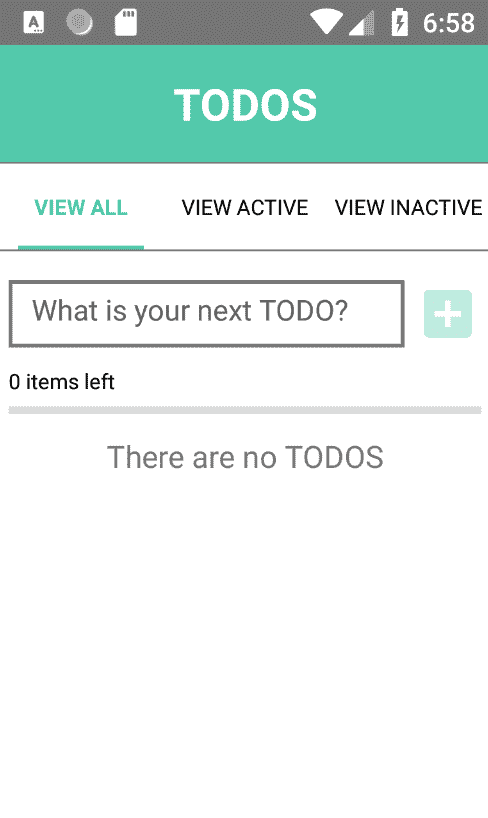 A 6:58
TODOS
VIEW ALL VIEW ACTIVE VIEW INACTIVE
What is your next TODO?
0 items left
There are no TODOS